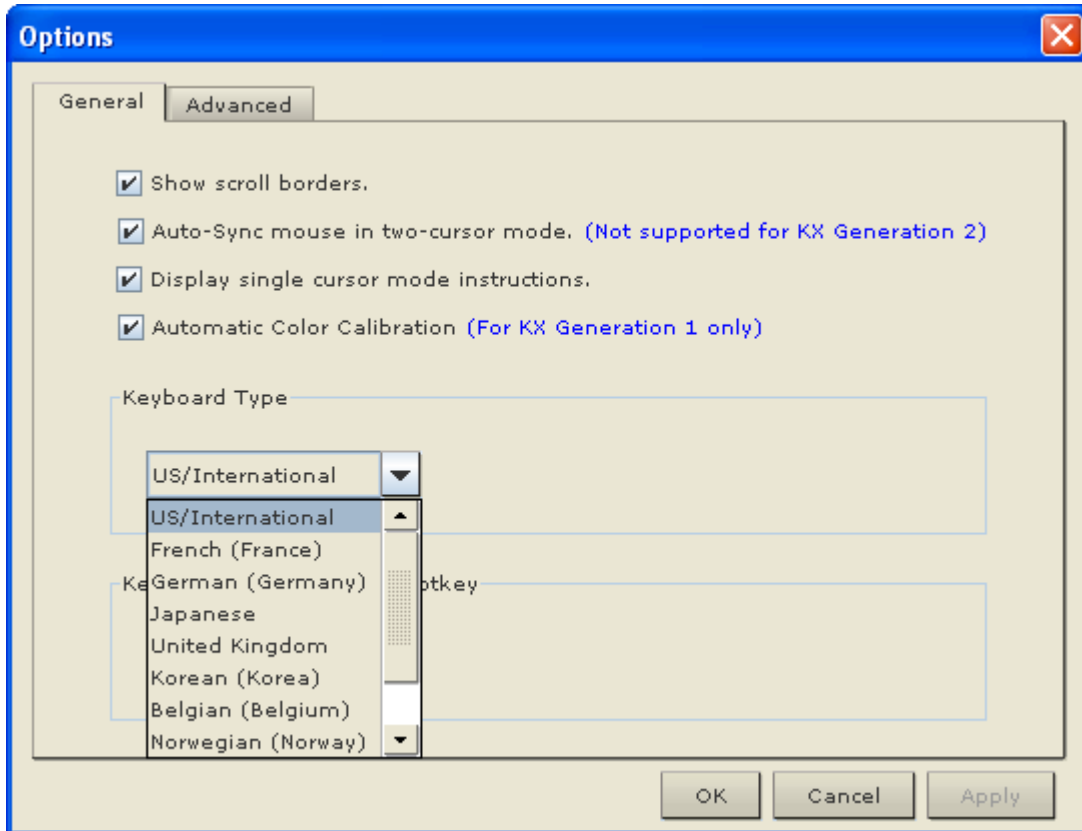 Options
General
Advanced
Show scroll borders.
Auto-Sync mouse in two-cursor mode. (Not supported for KX Generation 2)
Display single cursor mode instructions.
Automatic Color Calibration (For KX Generation 1 only)
Keyboard Type
US/International
US/International
French (France)
German (Germany)
Japanese
United Kingdom
Korean (Korea)
Belgian (Belgium)
Norwegian (Norway)
OK
Cancel
Apply